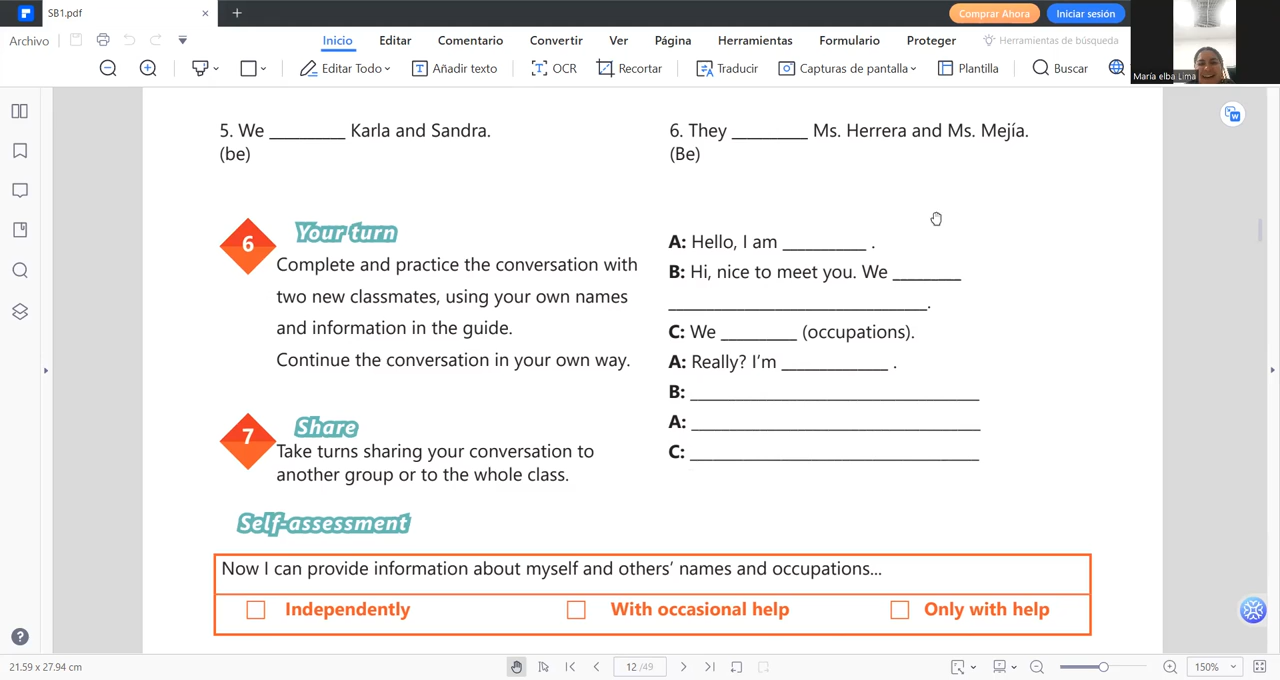 SB1.pdf
Comprar Ahora
Iniciar sesión
Archivo
Inicio
Editar
Comentario
Convertir
Ver
Página
Herramientas
Formulario
Proteger
Herramientas de búsqueda
María elba Lima
Editar Todo
Añadir texto
OCR
Recortar
Traducir
Capturas de pantalla
Plantilla
Buscar
5. We _________ Karla and Sandra.
(be)
6. They _________ Ms. Herrera and Ms. Mejía.
(Be)
6 Your turn
Complete and practice the conversation with
two new classmates, using your own names
and information in the guide.
Continue the conversation in your own way.
A: Hello, I am __________ .
B: Hi, nice to meet you. We ________
_______________________________.
C: We _________ (occupations).
A: Really? I'm _____________ .
B: ___________________________________
A: ___________________________________
C: ___________________________________
7 Share
Take turns sharing your conversation to
another group or to the whole class.
Self-assessment
Now I can provide information about myself and others' names and occupations...
Independently
With occasional help
Only with help
21.59 x 27.94 cm
12 /49
150%